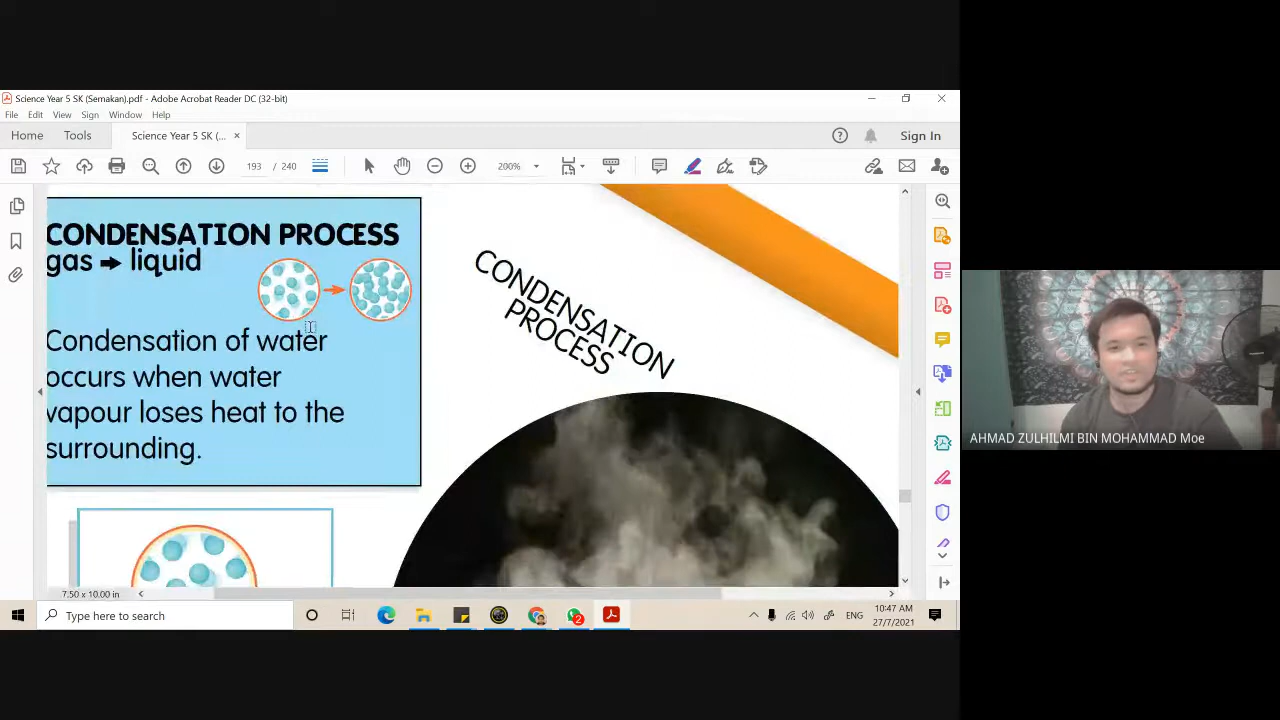 Science Year 5 SK (Semakan).pdf - Adobe Acrobat Reader DC (32-bit)
File Edit View Sign Window Help
Home Tools Science Year 5 SK (... × Sign In
193 / 240 200%
CONDENSATION PROCESS
gas ➡ liquid
Condensation of water
occurs when water
vapour loses heat to the
surrounding.
CONDENSATION
PROCESS
AHMAD ZULHILMI BIN MOHAMMAD Moe
7.50 x 10.00 in
Type here to search
2
ENG
10:47 AM
27/7/2021